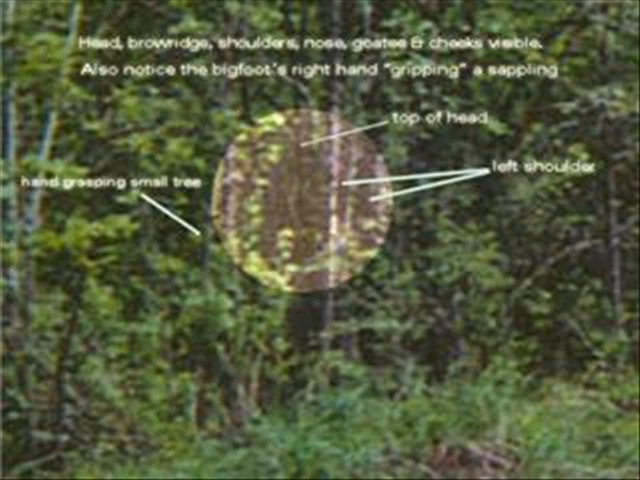 Head, browridge, shoulders, nose, goatee & cheeks visible.
Also notice the bigfoot's right hand "gripping" a sappling
top of head
left shoulder
hand grasping small tree